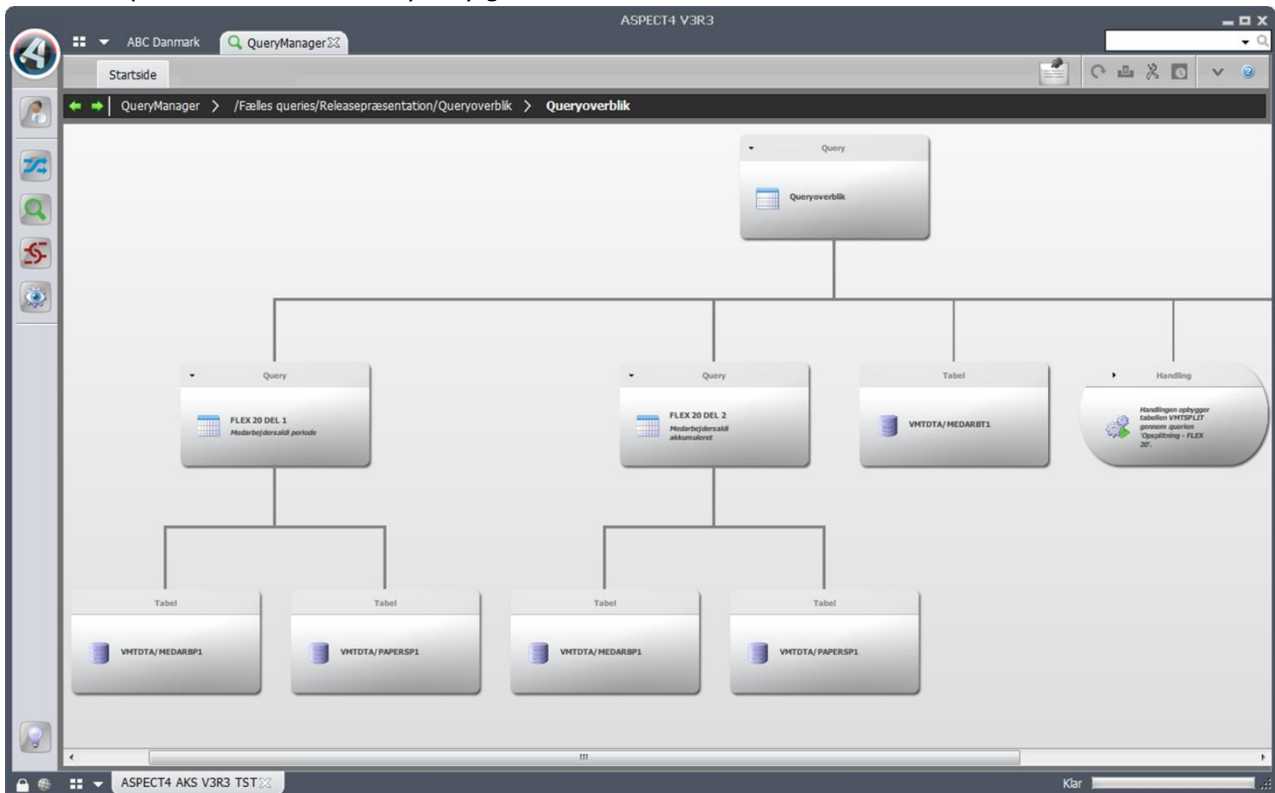 ASPECT4 V3R3
ABC Danmark
QueryManager
Startside
QueryManager > /Fælles queries/Releasepræsentation/Queryoverblik > Queryoverblik
Query
Queryoverblik
Query
FLEX 20 DEL 1
Medarbejdersaldi periode
Query
FLEX 20 DEL 2
Medarbejdersaldi
akkumuleret
Tabel
VMTDTA/MEDARBT1
Handling
Handlingen opbygger
tabellen VMTSPLIT
gennem querien
'Opsplitning - FLEX
20'.
Tabel
VMTDTA/MEDARBP1
Tabel
VMTDTA/PAPERSP1
Tabel
VMTDTA/MEDARBP1
Tabel
VMTDTA/PAPERSP1
ASPECT4 AKS V3R3 TST
Klar